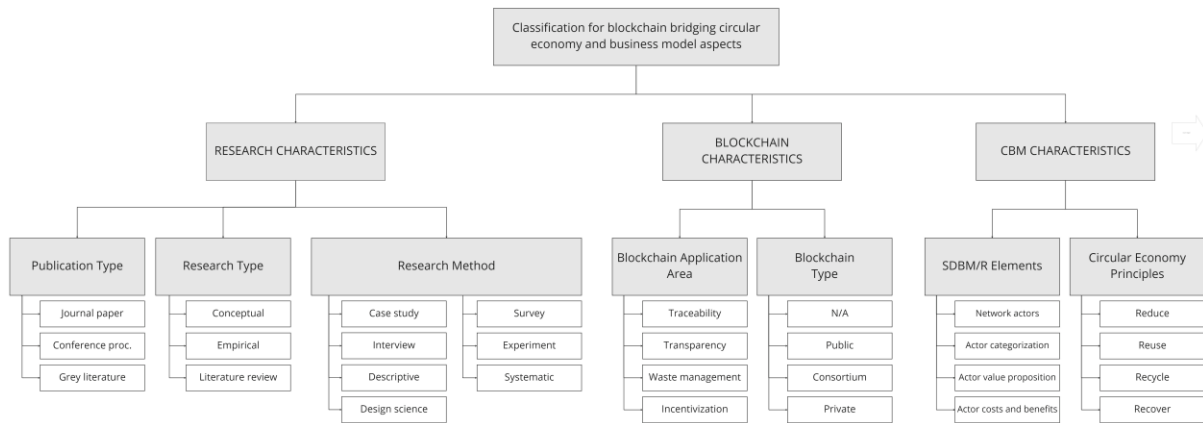 Classification for blockchain bridging circular
economy and business model aspects
RESEARCH CHARACTERISTICS
BLOCKCHAIN
CHARACTERISTICS
CBM CHARACTERISTICS
Publication Type
Journal paper
Conference proc.
Grey literature
Research Type
Conceptual
Empirical
Literature review
Research Method
Case study
Interview
Descriptive
Design science
Survey
Experiment
Systematic
Blockchain Application
Area
Traceability
Transparency
Waste management
Incentivization
Blockchain
Type
N/A
Public
Consortium
Private
SDBM/R Elements
Network actors
Actor categorization
Actor value proposition
Actor costs and benefits
Circular Economy
Principles
Reduce
Reuse
Recycle
Recover